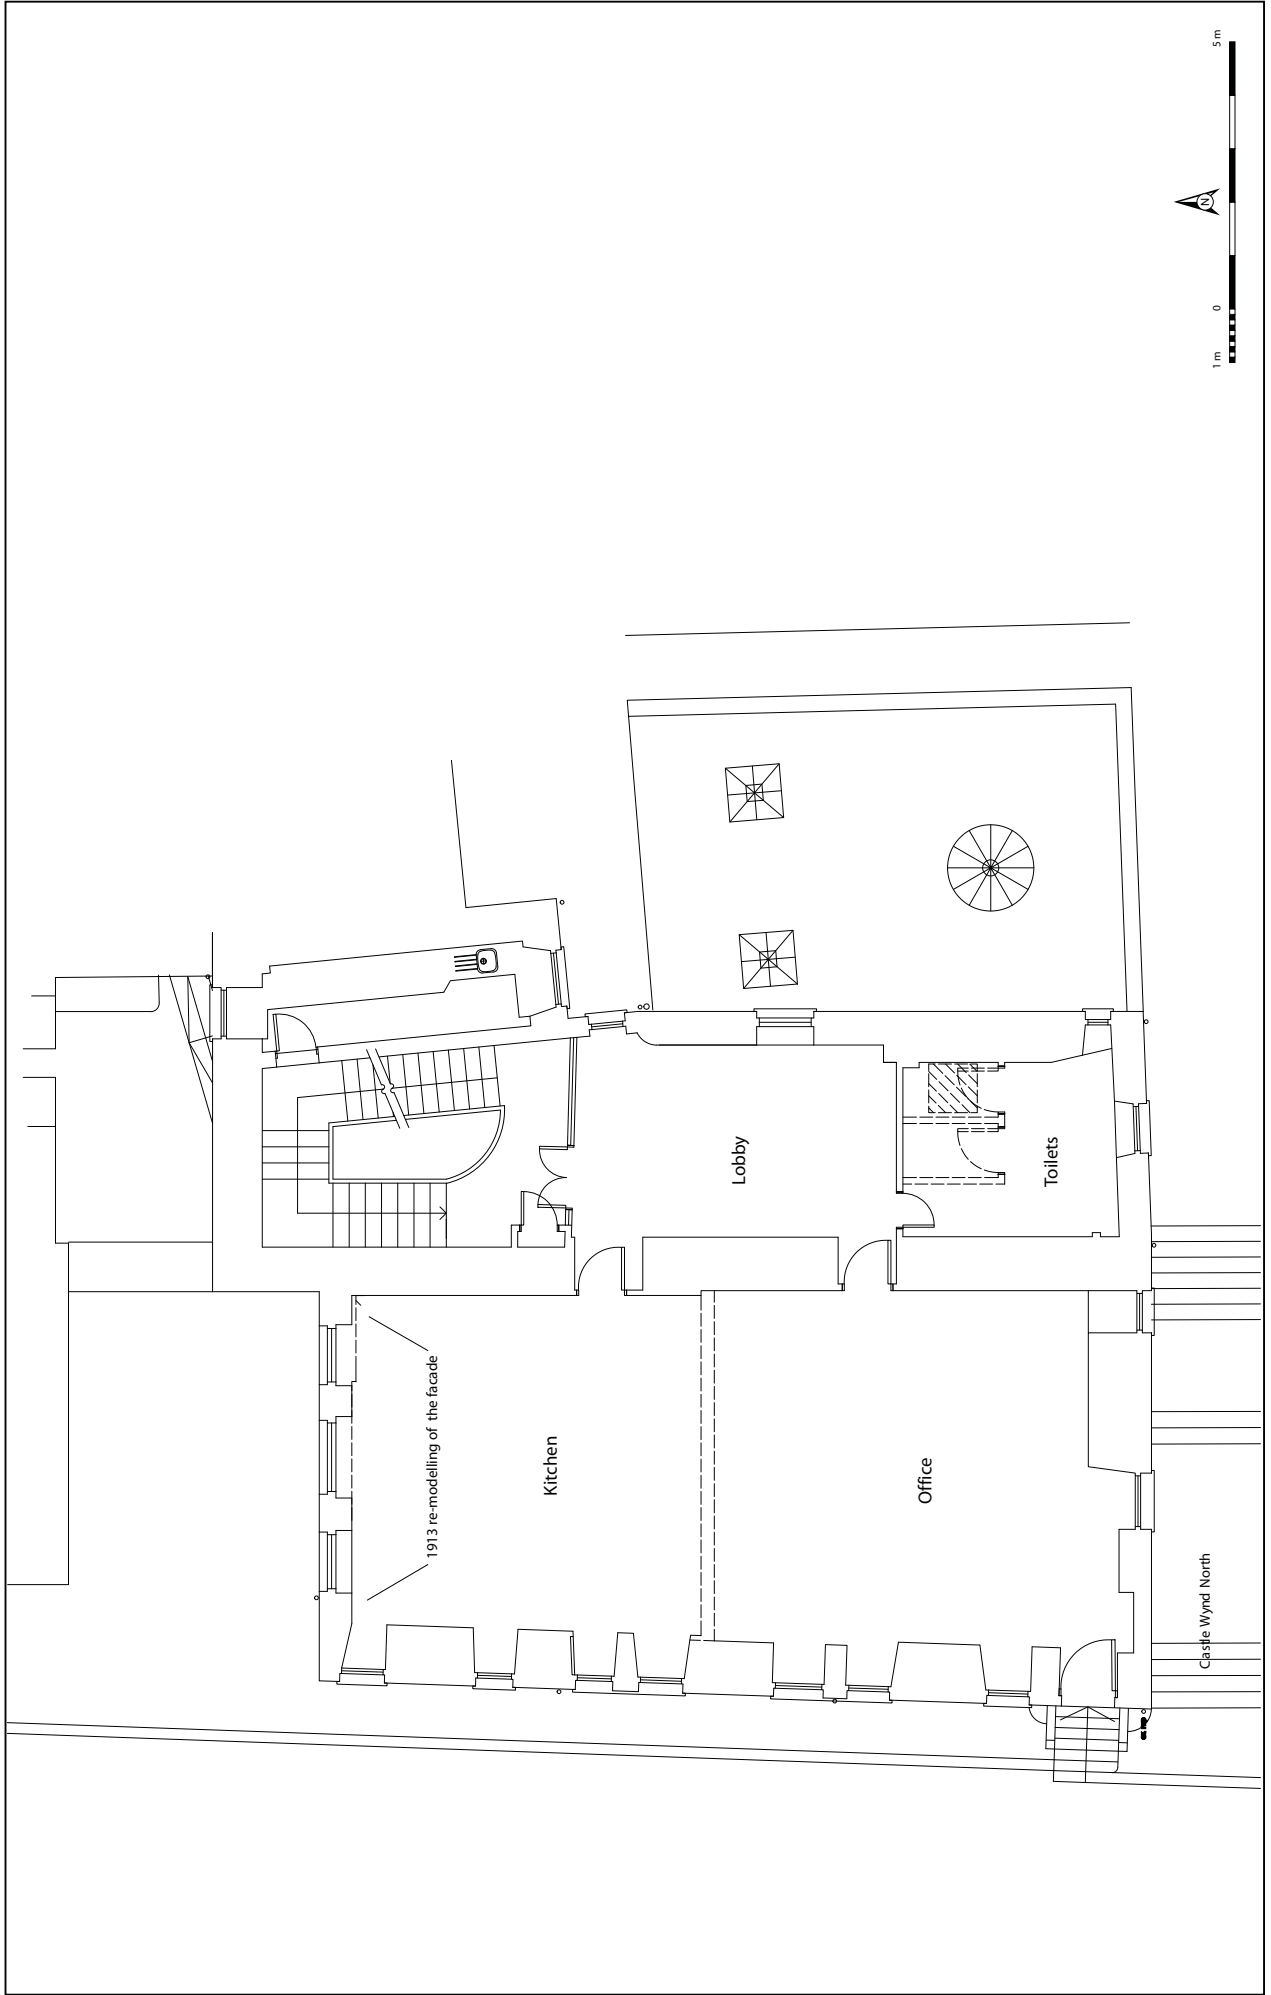 1913 re-modelling of the facade
Kitchen
Lobby
Office
Toilets
Castle Wynd North
N
1 m
0
5 m